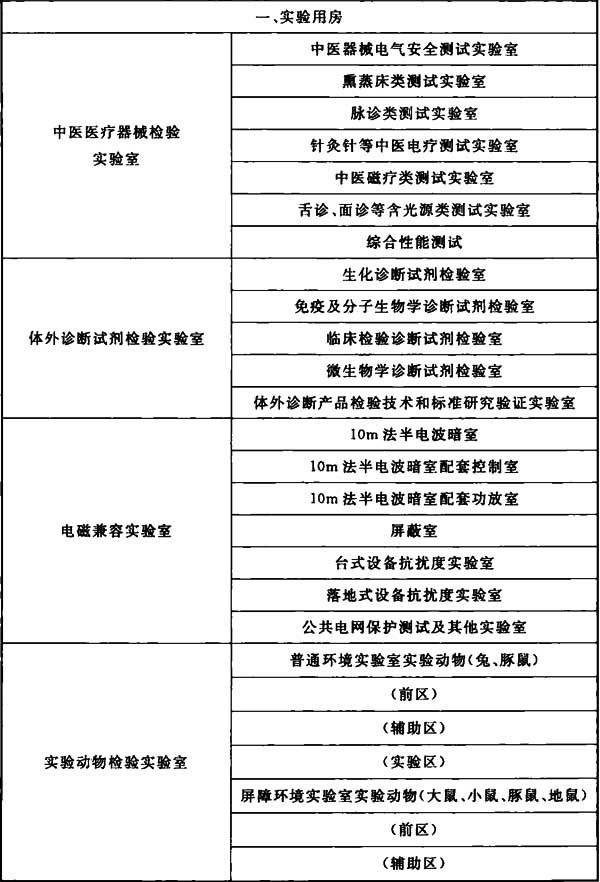 一、实验用房
中医医疗器械检验
实验室
中医器械电气安全测试实验室
熏蒸床类测试实验室
脉诊类测试实验室
针灸针等中医电疗测试实验室
中医磁疗类测试实验室
舌诊、面诊等含光源类测试实验室
综合性能测试
体外诊断试剂检验实验室
生化诊断试剂检验室
免疫及分子生物学诊断试剂检验室
临床检验诊断试剂检验室
微生物学诊断试剂检验室
体外诊断产品检验技术和标准研究验证实验室
电磁兼容实验室
10m法半电波暗室
10m法半电波暗室配套控制室
10m法半电波暗室配套功放室
屏蔽室
台式设备抗扰度实验室
落地式设备抗扰度实验室
公共电网保护测试及其他实验室
实验动物检验实验室
普通环境实验室实验动物(兔、豚鼠)
(前区)
(辅助区)
(实验区)
屏障环境实验室实验动物(大鼠、小鼠、豚鼠、地鼠)
(前区)
(辅助区)